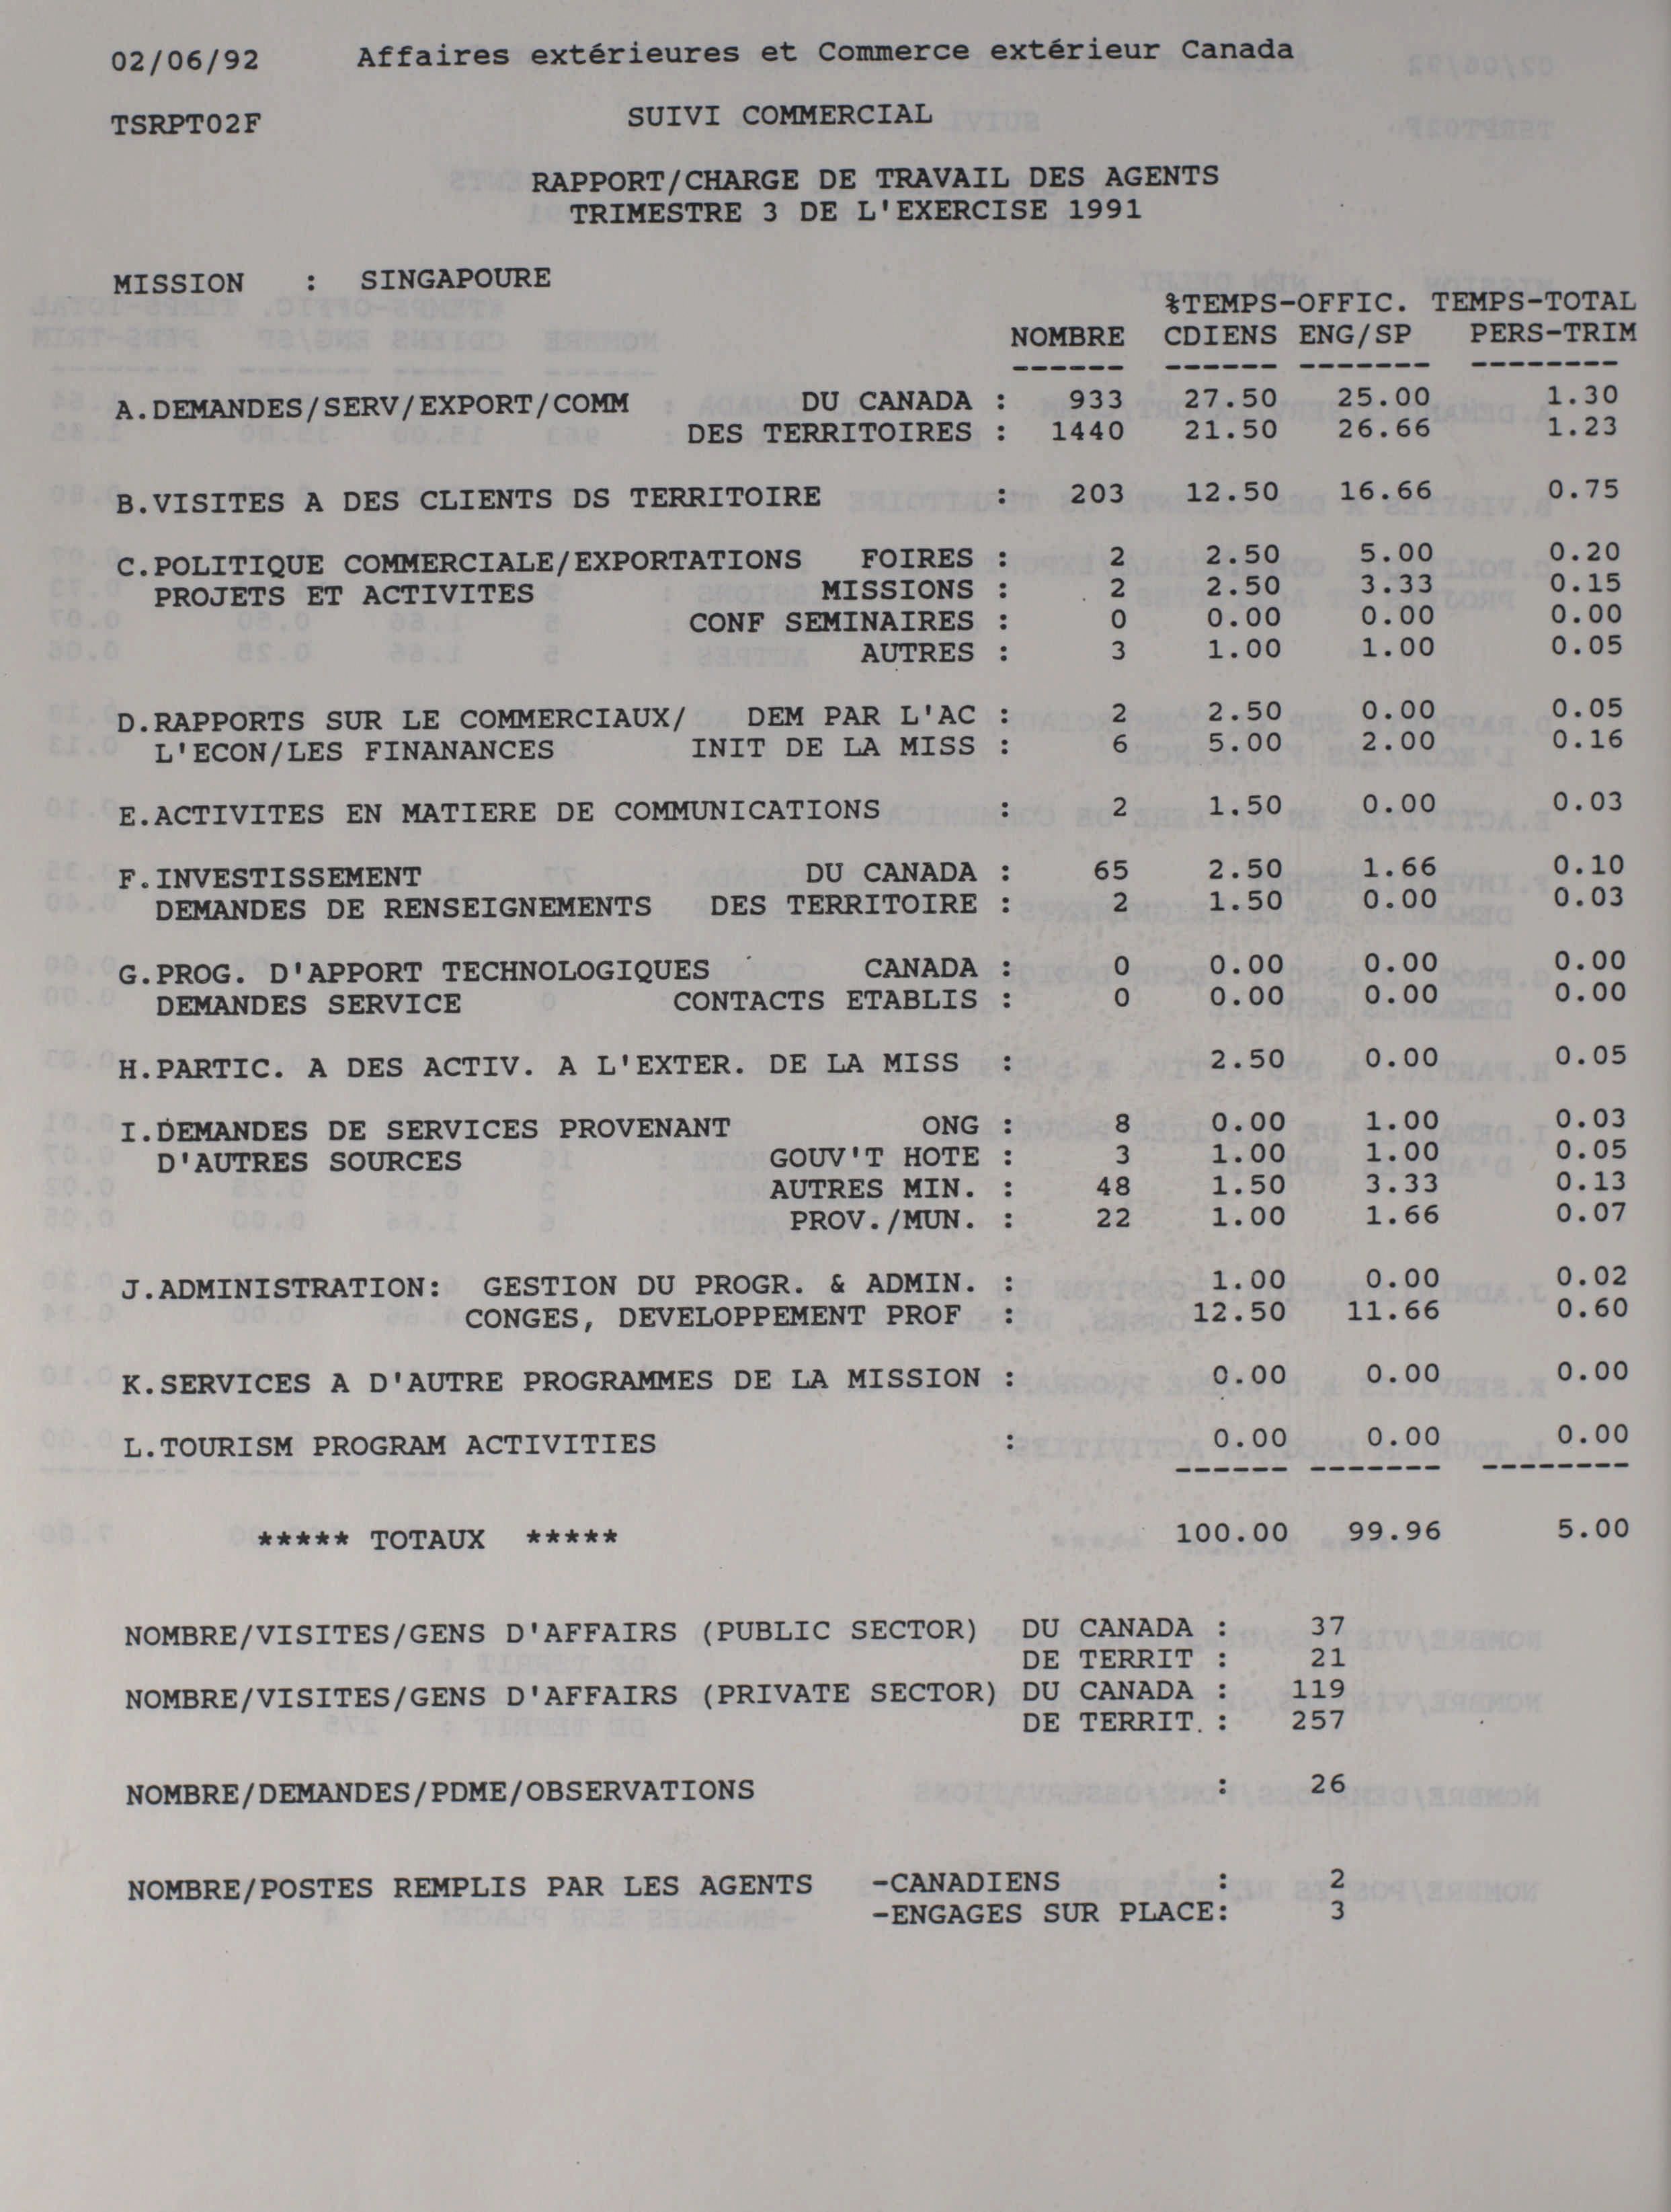 02/06/92 Affaires extérieures et Commerce extérieur Canada
TSRPT02F SUIVI COMMERCIAL
RAPPORT/CHARGE DE TRAVAIL DES AGENTS
TRIMESTRE 3 DE L'EXERCISE 1991
MISSION : SINGAPOURE
%TEMPS-OFFIC. TEMPS-TOTAL
NOMBRE CDIENS ENG/SP PERS-TRIM
------ ------ ------- --------
A.DEMANDES/SERV/EXPORT/COMM DU CANADA : 933 27.50 25.00 1.30
DES TERRITOIRES : 1440 21.50 26.66 1.23
B.VISITES A DES CLIENTS DS TERRITOIRE : 203 12.50 16.66 0.75
C.POLITIQUE COMMERCIALE/EXPORTATIONS FOIRES : 2 2.50 5.00 0.20
PROJETS ET ACTIVITES MISSIONS : 2 2.50 3.33 0.15
CONF SEMINAIRES : 0 0.00 0.00 0.00
AUTRES : 3 1.00 1.00 0.05
D.RAPPORTS SUR LE COMMERCIAUX/ DEM PAR L'AC : 2 2.50 0.00 0.05
L'ECON/LES FINANANCES INIT DE LA MISS : 6 5.00 2.00 0.16
E.ACTIVITES EN MATIERE DE COMMUNICATIONS : 2 1.50 0.00 0.03
F.INVESTISSEMENT DU CANADA : 65 2.50 1.66 0.10
DEMANDES DE RENSEIGNEMENTS DES TERRITOIRE : 2 1.50 0.00 0.03
G.PROG. D'APPORT TECHNOLOGIQUES CANADA : 0 0.00 0.00 0.00
DEMANDES SERVICE CONTACTS ETABLIS : 0 0.00 0.00 0.00
H.PARTIC. A DES ACTIV. A L'EXTER. DE LA MISS : 2.50 0.00 0.05
I.DEMANDES DE SERVICES PROVENANT ONG : 8 0.00 1.00 0.03
D'AUTRES SOURCES GOUV'T HOTE : 3 1.00 1.00 0.05
AUTRES MIN. : 48 1.50 3.33 0.13
PROV./MUN. : 22 1.00 1.66 0.07
J.ADMINISTRATION: GESTION DU PROGR. & ADMIN. : 1.00 0.00 0.02
CONGES, DEVELOPPEMENT PROF : 12.50 11.66 0.60
K.SERVICES A D'AUTRE PROGRAMMES DE LA MISSION : 0.00 0.00 0.00
L.TOURISM PROGRAM ACTIVITIES : 0.00 0.00 0.00
------ ------- --------
***** TOTAUX ***** 100.00 99.96 5.00
NOMBRE/VISITES/GENS D'AFFAIRS (PUBLIC SECTOR) DU CANADA : 37
DE TERRIT : 21
NOMBRE/VISITES/GENS D'AFFAIRS (PRIVATE SECTOR) DU CANADA : 119
DE TERRIT. : 257
NOMBRE/DEMANDES/PDME/OBSERVATIONS : 26
NOMBRE/POSTES REMPLIS PAR LES AGENTS -CANADIENS : 2
-ENGAGES SUR PLACE: 3